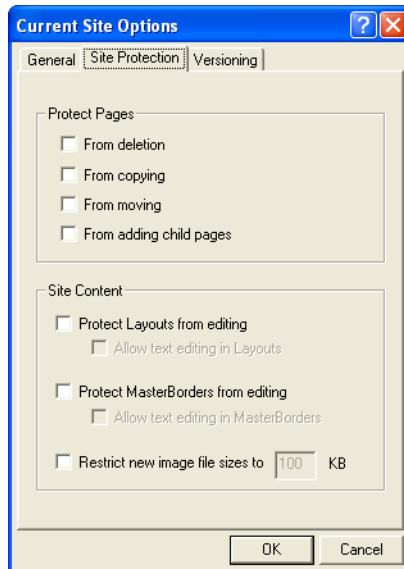 Current Site Options
General Site Protection Versioning
Protect Pages
From deletion
From copying
From moving
From adding child pages
Site Content
Protect Layouts from editing
Allow text editing in Layouts
Protect MasterBorders from editing
Allow text editing in MasterBorders
Restrict new image file sizes to 100 KB
OK Cancel